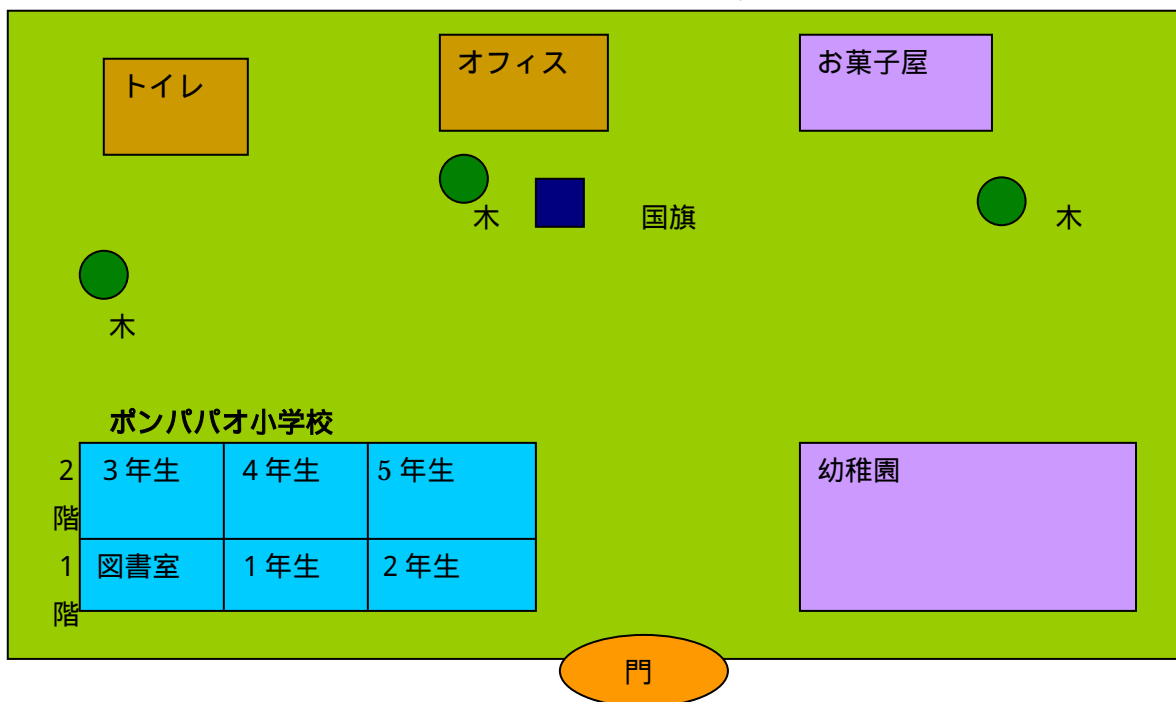 トイレ
オフィス
お菓子屋
木
国旗
木
木
ポンパパオ小学校
2階
3年生
4年生
5年生
幼稚園
1階
図書室
1年生
2年生
門